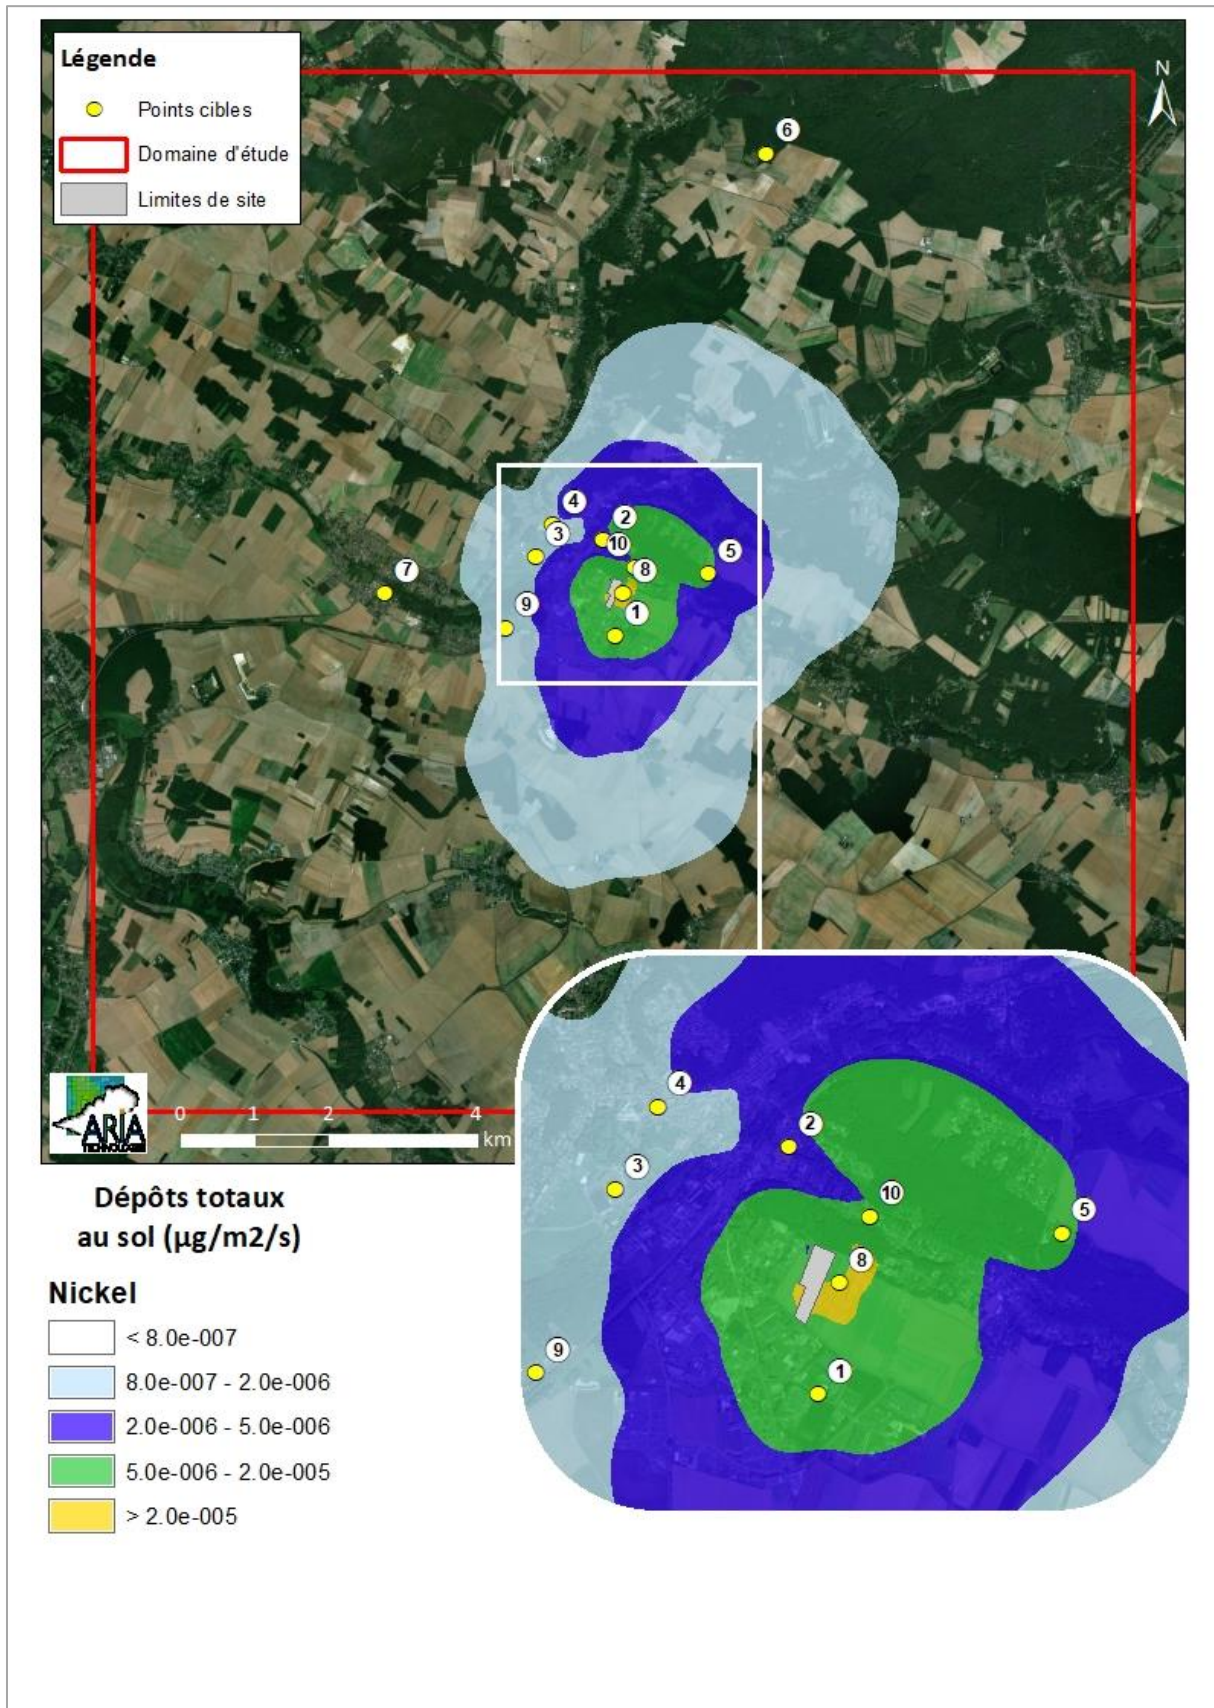 Légende
Points cibles
Domaine d'étude
Limites de site
N
6
4
2
3
10
5
7
8
9
1
0 1 2 4
km
ARIA
TECHNOLOGIES
4
2
3
10
5
8
9
1
Dépôts totaux
au sol (µg/m2/s)
Nickel
< 8.0e-007
8.0e-007 - 2.0e-006
2.0e-006 - 5.0e-006
5.0e-006 - 2.0e-005
> 2.0e-005